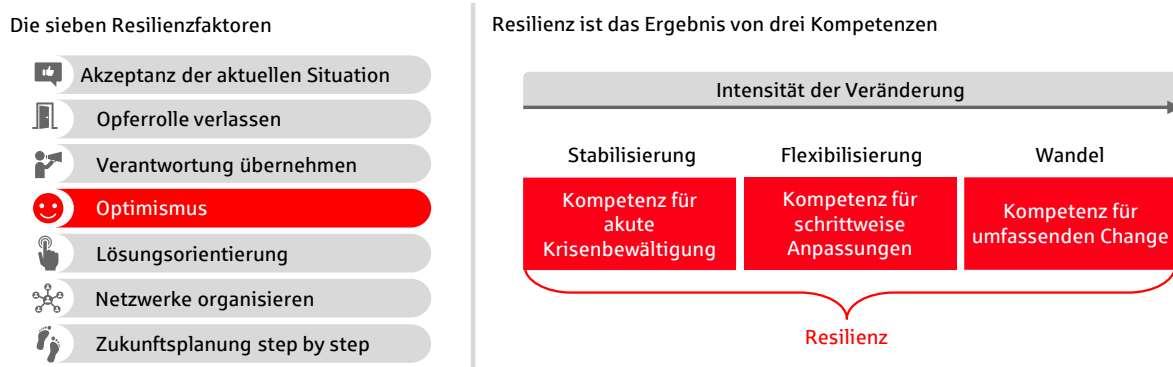 Die sieben Resilienzfaktoren
Akzeptanz der aktuellen Situation
Opferrolle verlassen
Verantwortung übernehmen
Optimismus
Lösungsorientierung
Netzwerke organisieren
Zukunftsplanung step by step
Resilienz ist das Ergebnis von drei Kompetenzen
Intensität der Veränderung
Stabilisierung
Kompetenz für
akute
Krisenbewältigung
Flexibilisierung
Kompetenz für
schrittweise
Anpassungen
Wandel
Kompetenz für
umfassenden Change
Resilienz